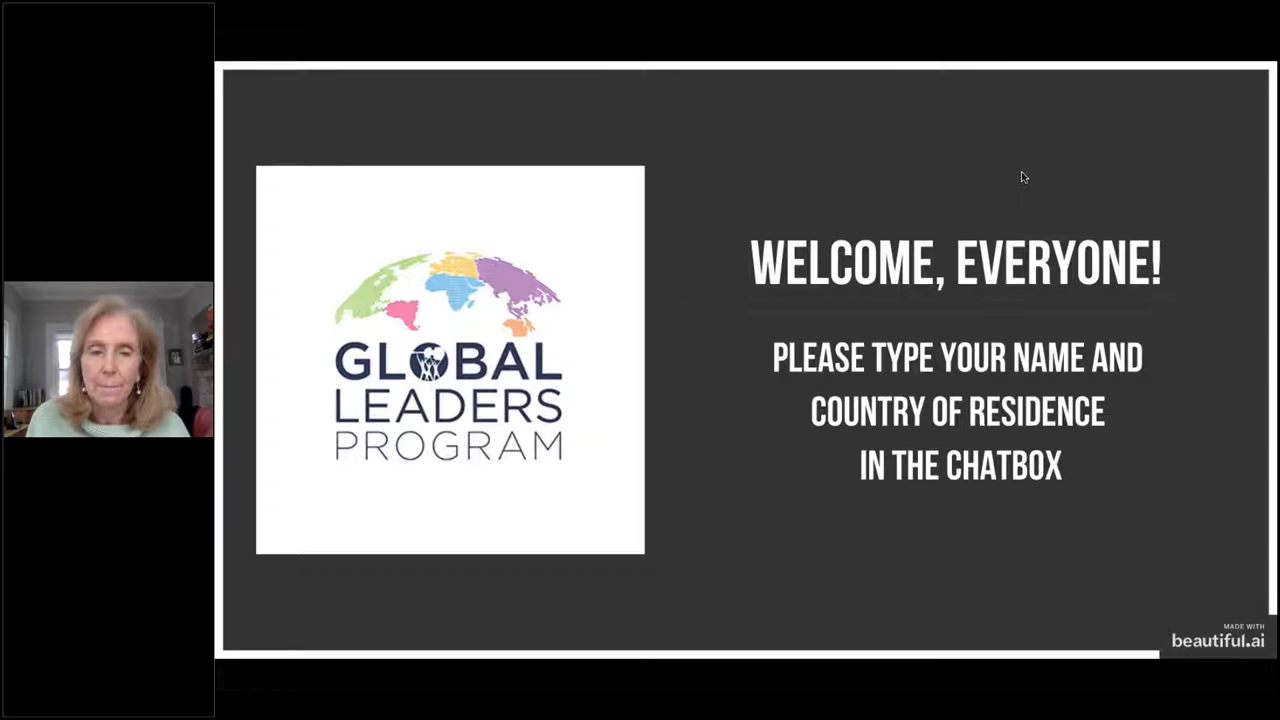 GLOBAL
LEADERS
PROGRAM
WELCOME, EVERYONE!
PLEASE TYPE YOUR NAME AND
COUNTRY OF RESIDENCE
IN THE CHATBOX
MADE WITH
beautiful.ai